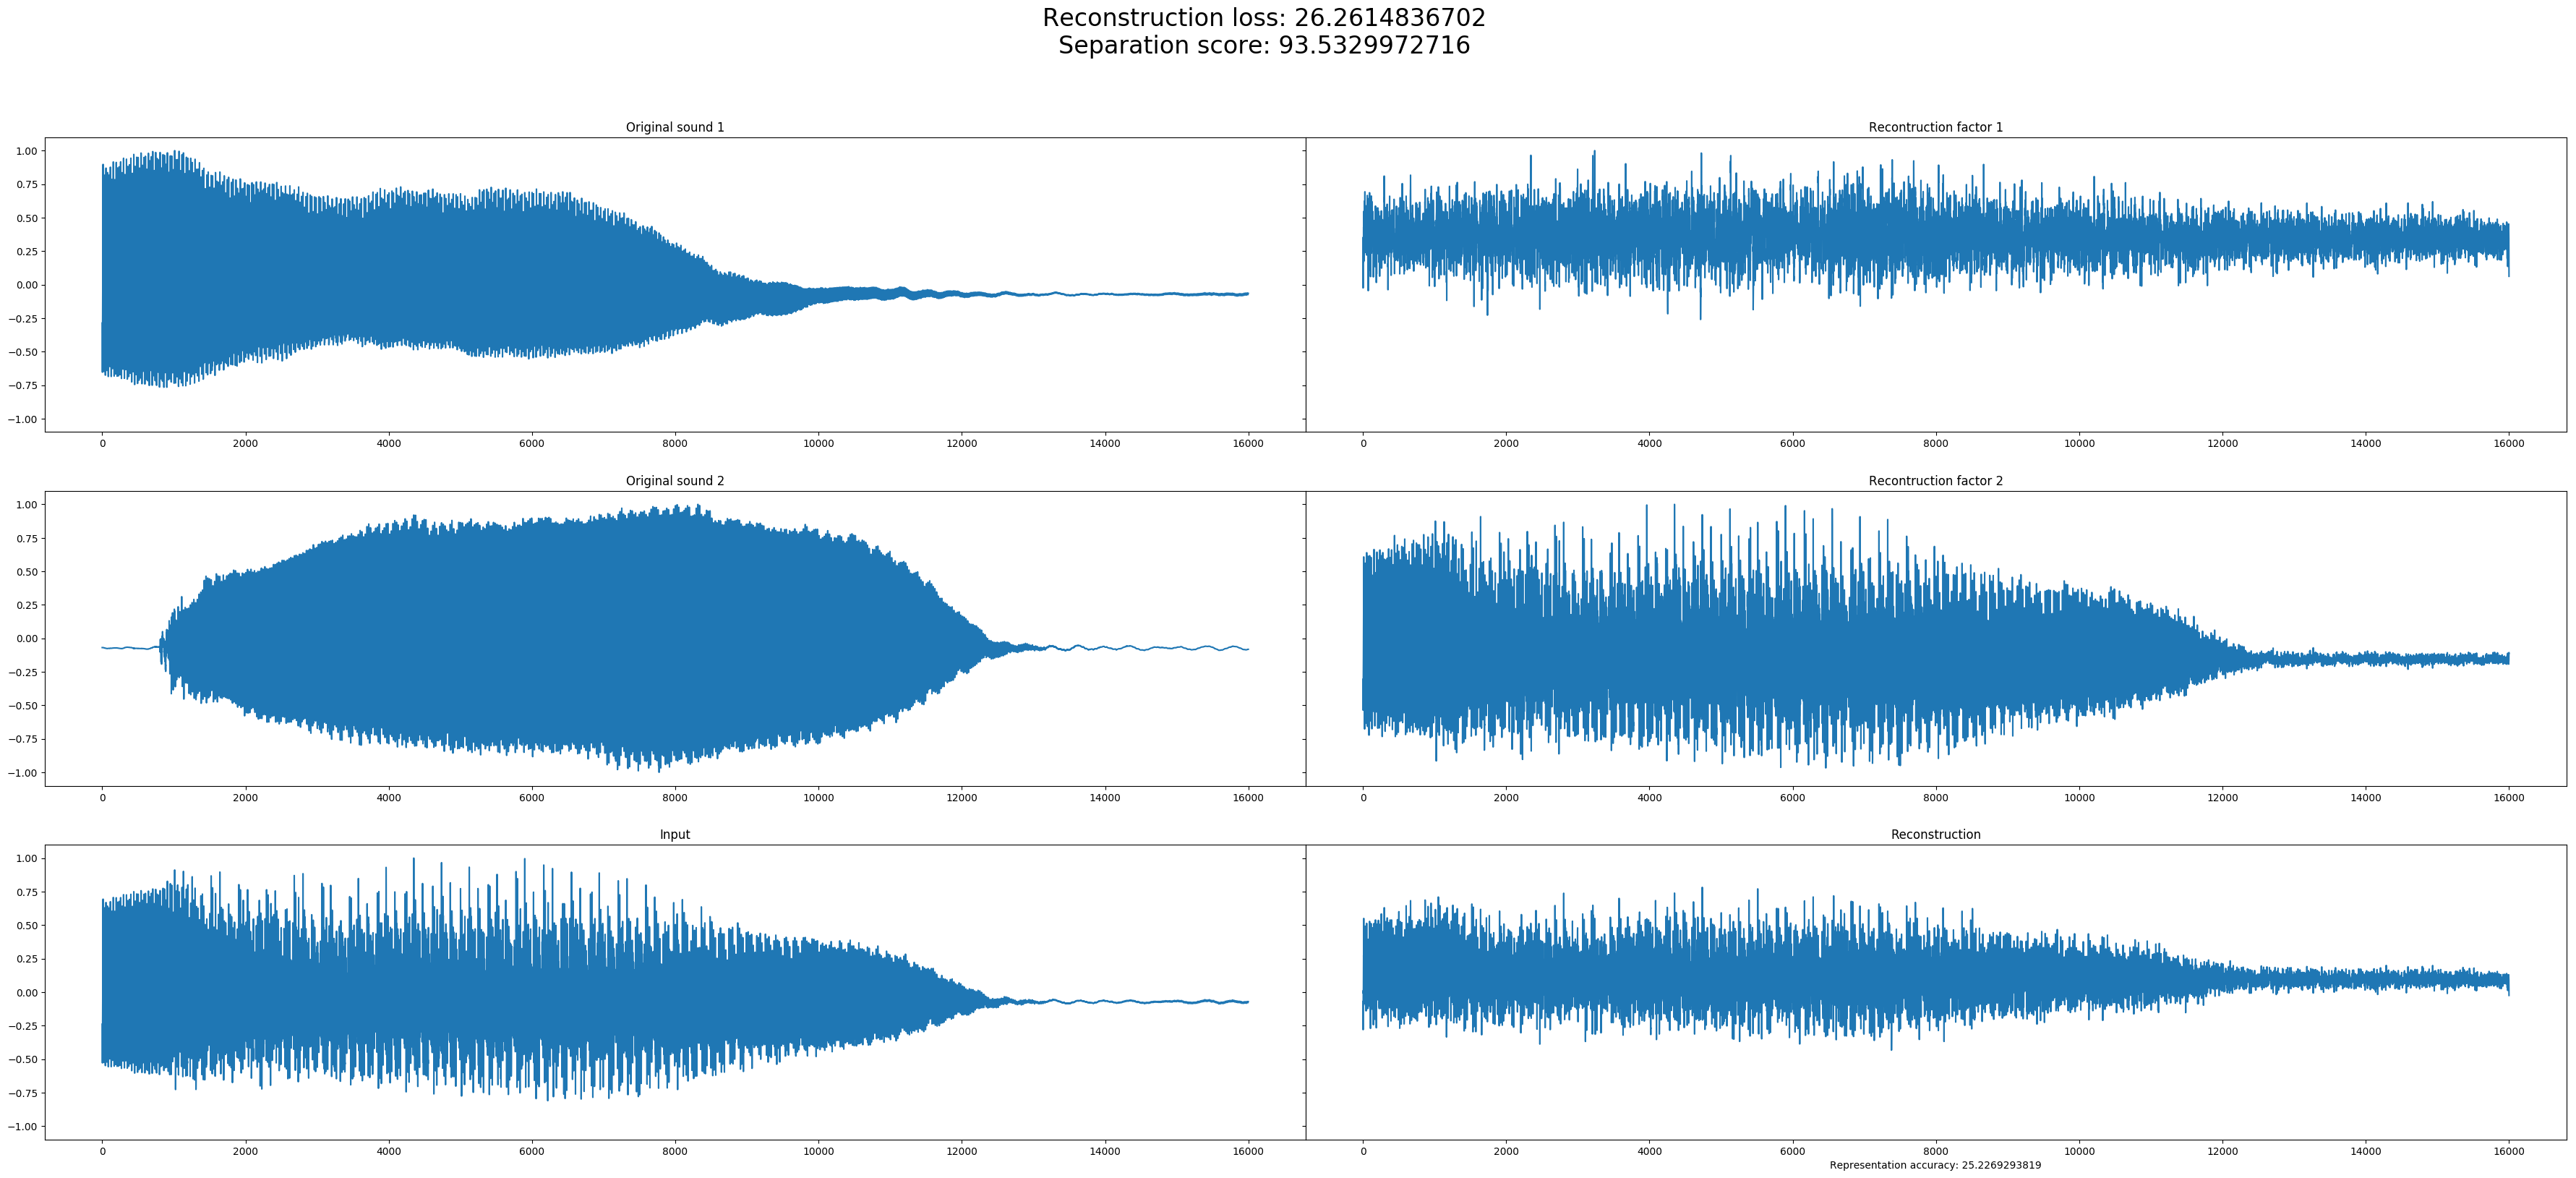 Reconstruction loss: 26.2614836702
Separation score: 93.5329972716
Original sound 1
Recontruction factor 1
1.00
0.75
0.50
0.25
0.00
−0.25
−0.50
−0.75
−1.00
0 2000 4000 6000 8000 10000 12000 14000 16000
0 2000 4000 6000 8000 10000 12000 14000 16000
Original sound 2
Recontruction factor 2
1.00
0.75
0.50
0.25
0.00
−0.25
−0.50
−0.75
−1.00
0 2000 4000 6000 8000 10000 12000 14000 16000
0 2000 4000 6000 8000 10000 12000 14000 16000
Input
Reconstruction
1.00
0.75
0.50
0.25
0.00
−0.25
−0.50
−0.75
−1.00
0 2000 4000 6000 8000 10000 12000 14000 16000
0 2000 4000 6000 8000 10000 12000 14000 16000
Representation accuracy: 25.2269293819